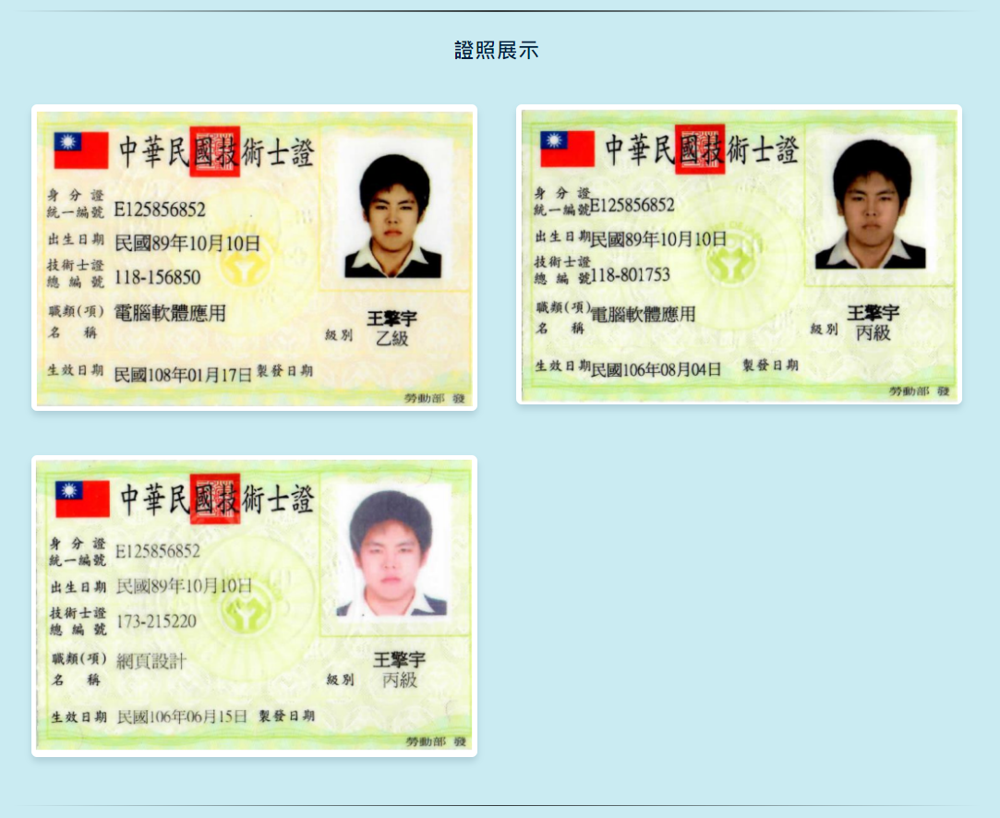 證照展示
中華民國技術士證
身分證
統一編號 E125856852
出生日期 民國89年10月10日
技術士證
總編號 118-156850
職類(項) 電腦軟體應用
名稱
王擎宇
級別 乙級
生效日期 民國108年01月17日 製發日期
勞動部 發
中華民國技術士證
身分證
統一編號 E125856852
出生日期 民國89年10月10日
技術士證
總編號 118-801753
職類(項) 電腦軟體應用
名稱
王擎宇
級別 丙級
生效日期 民國106年08月04日 製發日期
勞動部 發
中華民國技術士證
身分證
統一編號 E125856852
出生日期 民國89年10月10日
技術士證
總編號 173-215220
職類(項) 網頁設計
名稱
王擎宇
級別 丙級
生效日期 民國106年06月15日 製發日期
勞動部 發